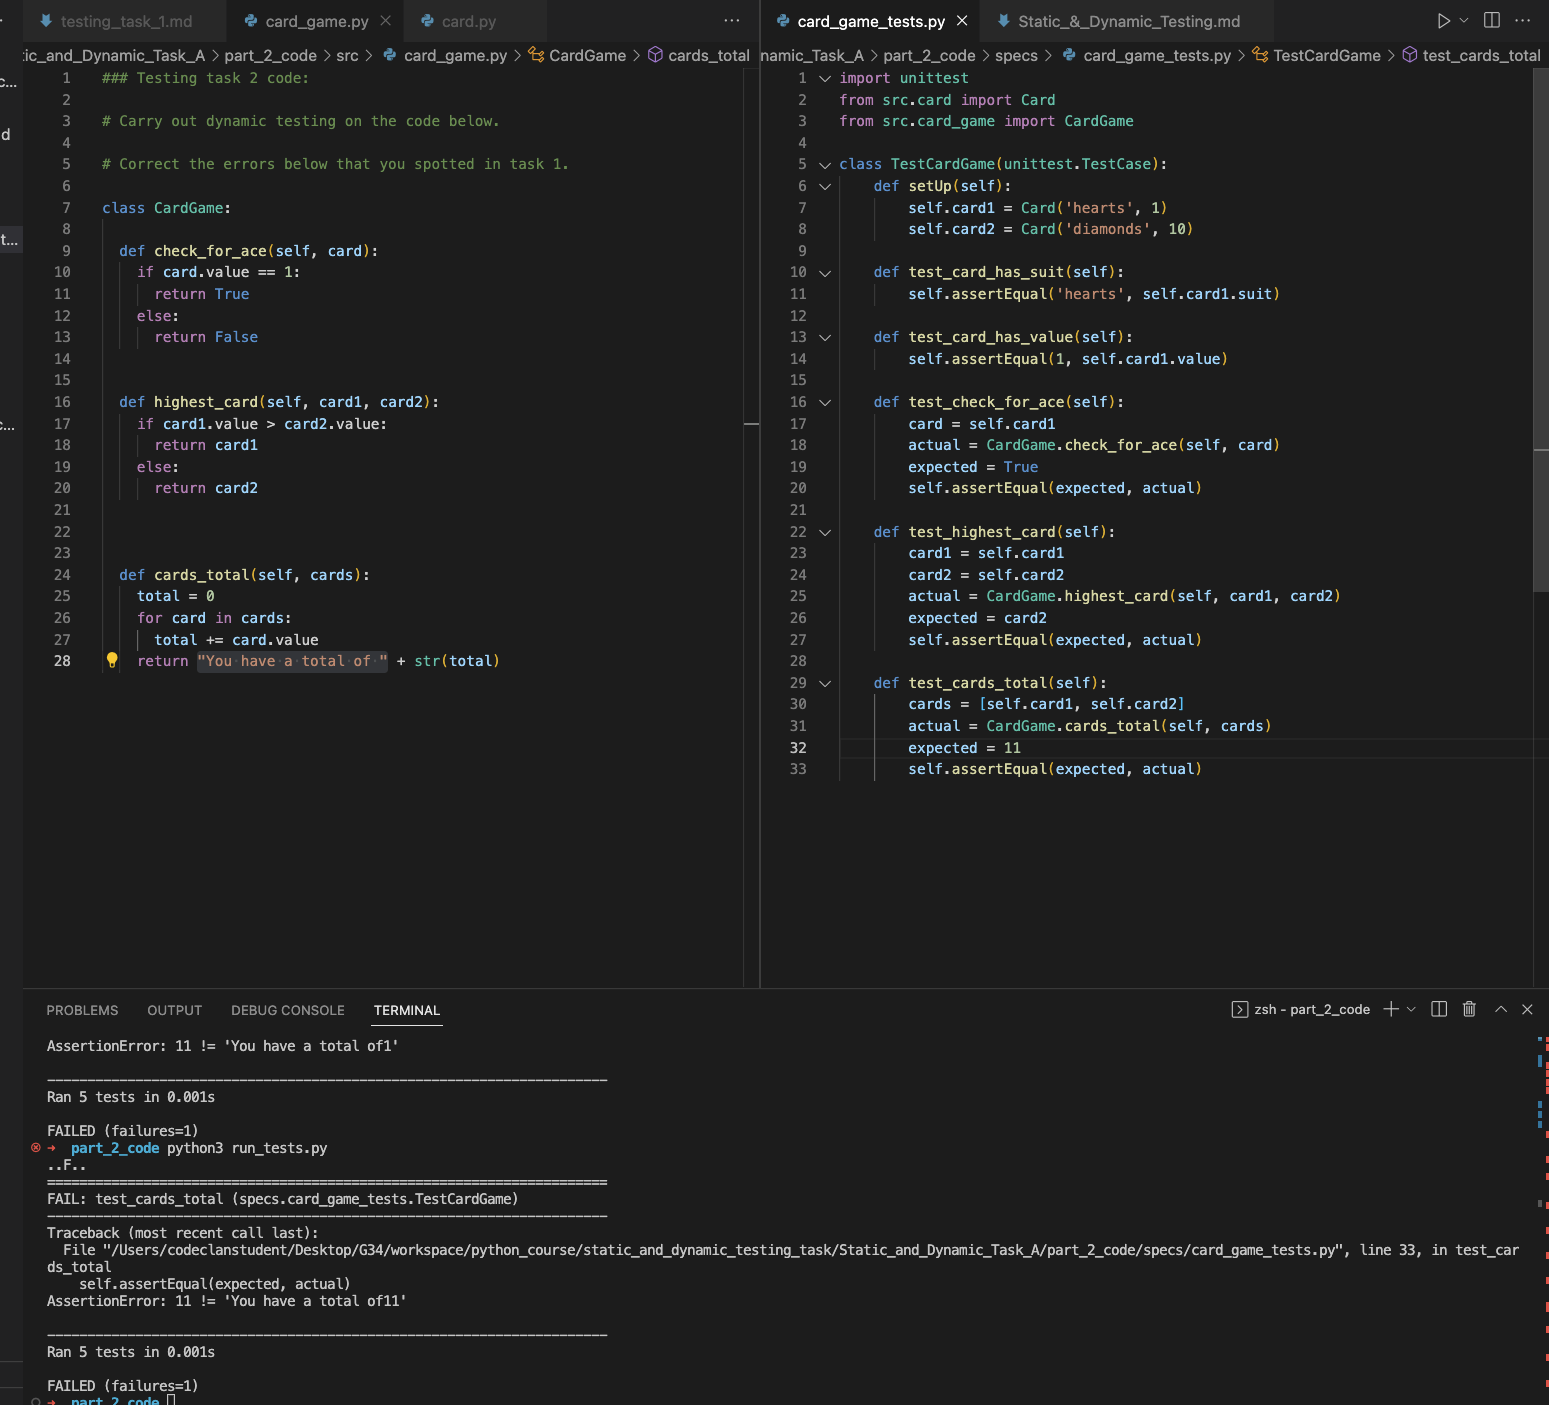 testing_task_1.md
card_game.py
card.py
...
card_game_tests.py
Static_&_Dynamic_Testing.md
...
tic_and_Dynamic_Task_A > part_2_code > src > card_game.py > CardGame > cards_total
namic_Task_A > part_2_code > specs > card_game_tests.py > TestCardGame > test_cards_total
c...
d
t...
c...
1 ### Testing task 2 code:
2
3 # Carry out dynamic testing on the code below.
4
5 # Correct the errors below that you spotted in task 1.
6
7 class CardGame:
8
9 def check_for_ace(self, card):
10 if card.value == 1:
11 return True
12 else:
13 return False
14
15
16 def highest_card(self, card1, card2):
17 if card1.value > card2.value:
18 return card1
19 else:
20 return card2
21
22
23
24 def cards_total(self, cards):
25 total = 0
26 for card in cards:
27 total += card.value
28 return "You have a total of " + str(total)
1 import unittest
2 from src.card import Card
3 from src.card_game import CardGame
4
5 class TestCardGame(unittest.TestCase):
6 def setUp(self):
7 self.card1 = Card('hearts', 1)
8 self.card2 = Card('diamonds', 10)
9
10 def test_card_has_suit(self):
11 self.assertEqual('hearts', self.card1.suit)
12
13 def test_card_has_value(self):
14 self.assertEqual(1, self.card1.value)
15
16 def test_check_for_ace(self):
17 card = self.card1
18 actual = CardGame.check_for_ace(self, card)
19 expected = True
20 self.assertEqual(expected, actual)
21
22 def test_highest_card(self):
23 card1 = self.card1
24 card2 = self.card2
25 actual = CardGame.highest_card(self, card1, card2)
26 expected = card2
27 self.assertEqual(expected, actual)
28
29 def test_cards_total(self):
30 cards = [self.card1, self.card2]
31 actual = CardGame.cards_total(self, cards)
32 expected = 11
33 self.assertEqual(expected, actual)
PROBLEMS OUTPUT DEBUG CONSOLE TERMINAL
zsh - part_2_code
AssertionError: 11 != 'You have a total of1'
----------------------------------------------------------------------
Ran 5 tests in 0.001s
FAILED (failures=1)
➜ part_2_code python3 run_tests.py
..F..
======================================================================
FAIL: test_cards_total (specs.card_game_tests.TestCardGame)
----------------------------------------------------------------------
Traceback (most recent call last):
File "/Users/codeclanstudent/Desktop/G34/workspace/python_course/static_and_dynamic_testing_task/Static_and_Dynamic_Task_A/part_2_code/specs/card_game_tests.py", line 33, in test_car
ds_total
self.assertEqual(expected, actual)
AssertionError: 11 != 'You have a total of11'
----------------------------------------------------------------------
Ran 5 tests in 0.001s
FAILED (failures=1)
➜ part_2_code